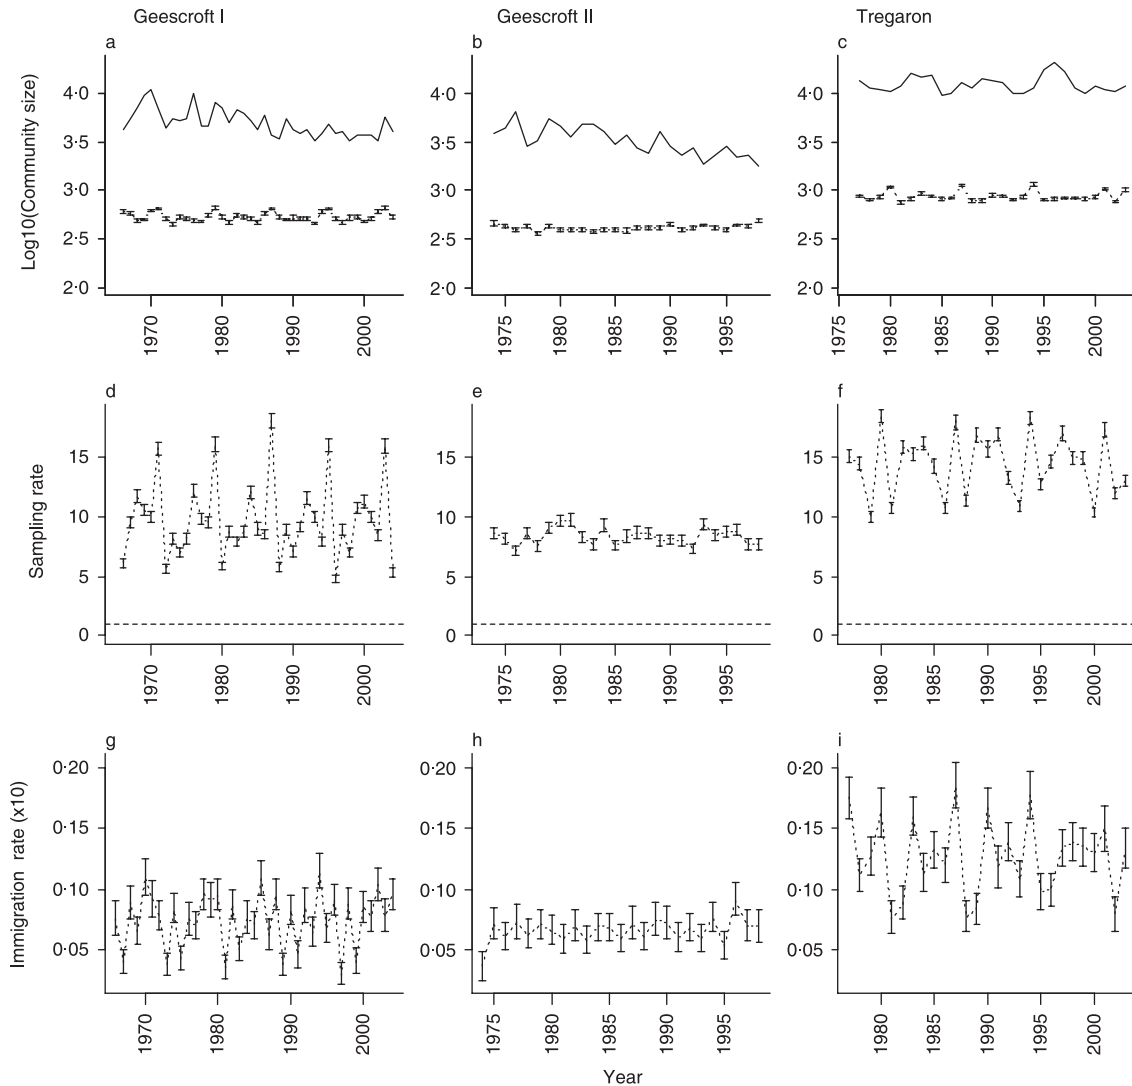 Geescroft I Geescroft II Tregaron
a b c
Log10(Community size)
4·0 4·0 4·0
3·5 3·5 3·5
3·0 3·0 3·0
2·5 2·5 2·5
2·0 2·0 2·0
1970 1980 1990 2000 1975 1980 1985 1990 1995 1975 1980 1985 1990 1995 2000
d e f
Sampling rate
15 15 15
10 10 10
5 5 5
0 0 0
1970 1980 1990 2000 1975 1980 1985 1990 1995 1980 1985 1990 1995 2000
g h i
Immigration rate (x10)
0·20 0·20 0·20
0·15 0·15 0·15
0·10 0·10 0·10
0·05 0·05 0·05
1970 1980 1990 2000 1975 1980 1985 1990 1995 1980 1985 1990 1995 2000
Year